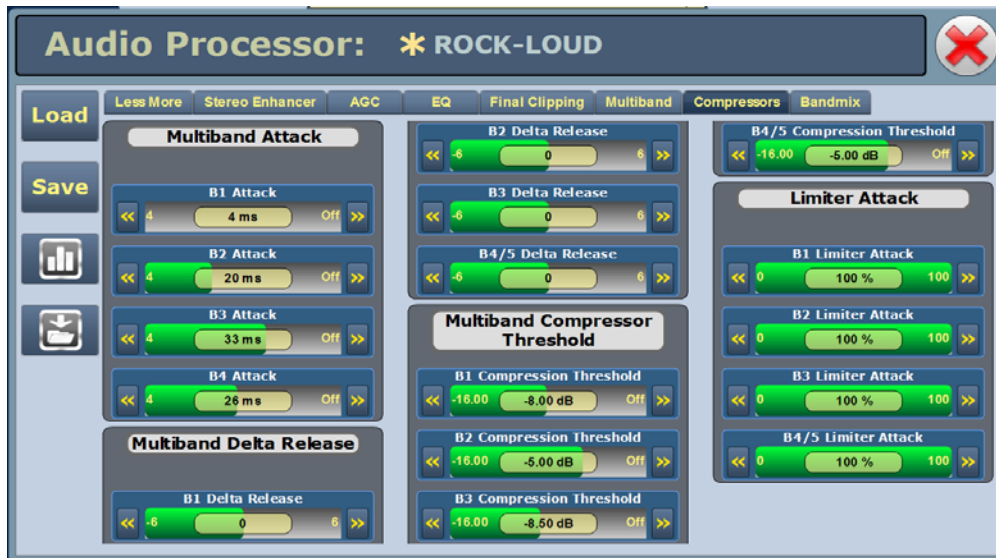 Audio Processor: * ROCK-LOUD
Load
Save
Less More Stereo Enhancer AGC EQ Final Clipping Multiband Compressors Bandmix
Multiband Attack
B1 Attack
« 4 4 ms Off »
B2 Attack
« 4 20 ms Off »
B3 Attack
« 4 33 ms Off »
B4 Attack
« 4 26 ms Off »
Multiband Delta Release
B1 Delta Release
« -6 0 6 »
B2 Delta Release
« -6 0 6 »
B3 Delta Release
« -6 0 6 »
B4/5 Delta Release
« -6 0 6 »
Multiband Compressor
Threshold
B1 Compression Threshold
« -16.00 -8.00 dB Off »
B2 Compression Threshold
« -16.00 -5.00 dB Off »
B3 Compression Threshold
« -16.00 -8.50 dB Off »
B4/5 Compression Threshold
« -16.00 -5.00 dB Off »
Limiter Attack
B1 Limiter Attack
« 0 100 % 100 »
B2 Limiter Attack
« 0 100 % 100 »
B3 Limiter Attack
« 0 100 % 100 »
B4/5 Limiter Attack
« 0 100 % 100 »